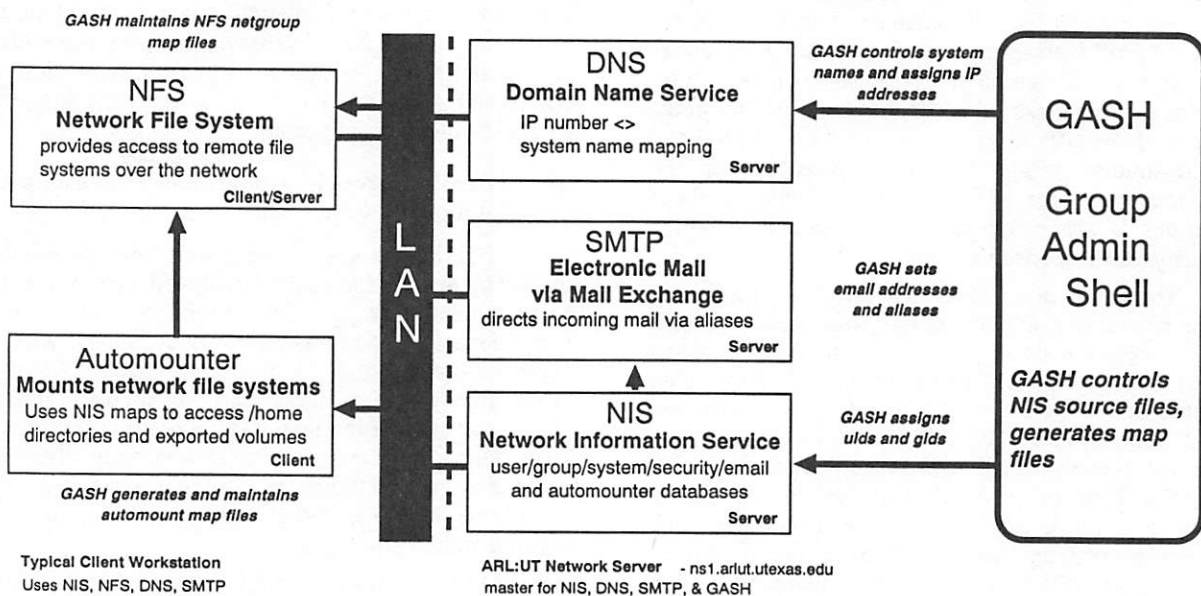 GASH maintains NFS netgroup
map files
NFS
Network File System
provides access to remote file
systems over the network
Client/Server
Automounter
Mounts network file systems
Uses NIS maps to access /home
directories and exported volumes
Client
GASH generates and maintains
automount map files
Typical Client Workstation
Uses NIS, NFS, DNS, SMTP
LAN
DNS
Domain Name Service
IP number <>
system name mapping
Server
SMTP
Electronic Mail
via Mail Exchange
directs incoming mail via aliases
Server
NIS
Network Information Service
user/group/system/security/email
and automounter databases
Server
ARL:UT Network Server - ns1.arlut.utexas.edu
master for NIS, DNS, SMTP, & GASH
GASH controls system
names and assigns IP
addresses
GASH sets
email addresses
and aliases
GASH assigns
uids and gids
GASH
Group
Admin
Shell
GASH controls
NIS source files,
generates map
files